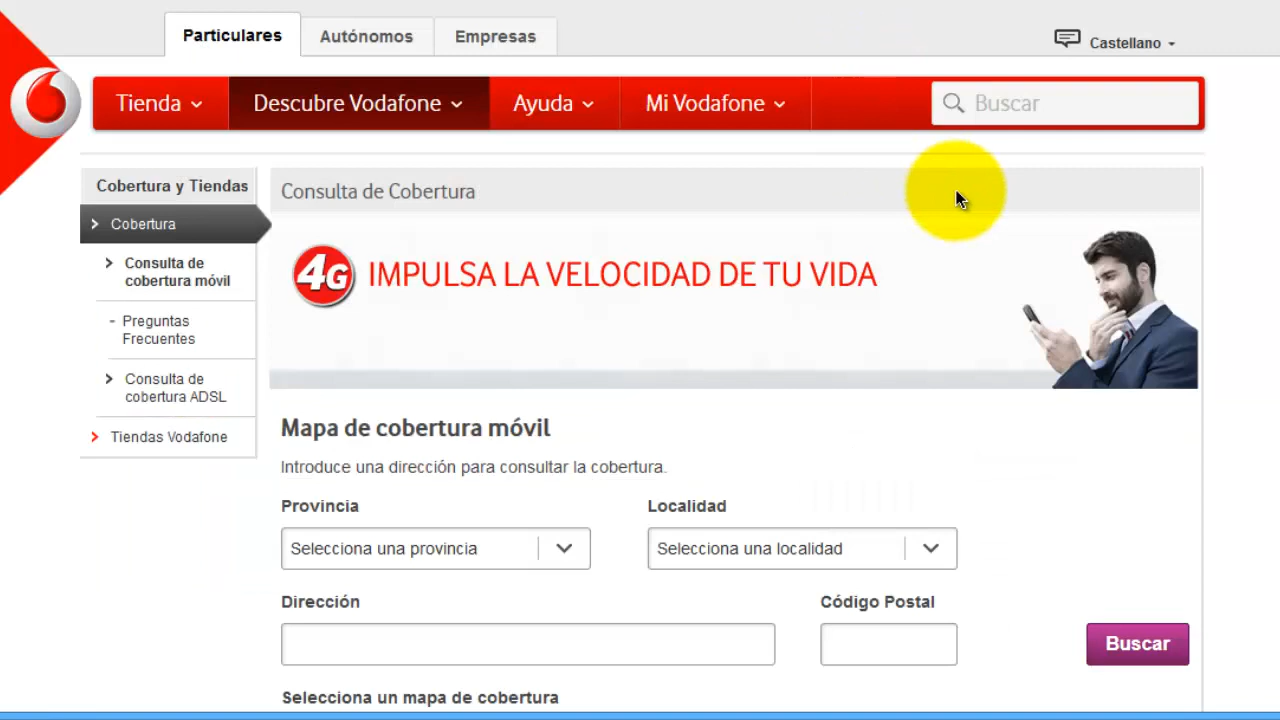 Particulares
Autónomos
Empresas
Castellano
Tienda
Descubre Vodafone
Ayuda
Mi Vodafone
Buscar
Cobertura y Tiendas
Cobertura
Consulta de
cobertura móvil
- Preguntas
Frecuentes
Consulta de
cobertura ADSL
Tiendas Vodafone
Consulta de Cobertura
4G IMPULSA LA VELOCIDAD DE TU VIDA
Mapa de cobertura móvil
Introduce una dirección para consultar la cobertura.
Provincia
Localidad
Selecciona una provincia
Selecciona una localidad
Dirección
Código Postal
Buscar
Selecciona un mapa de cobertura